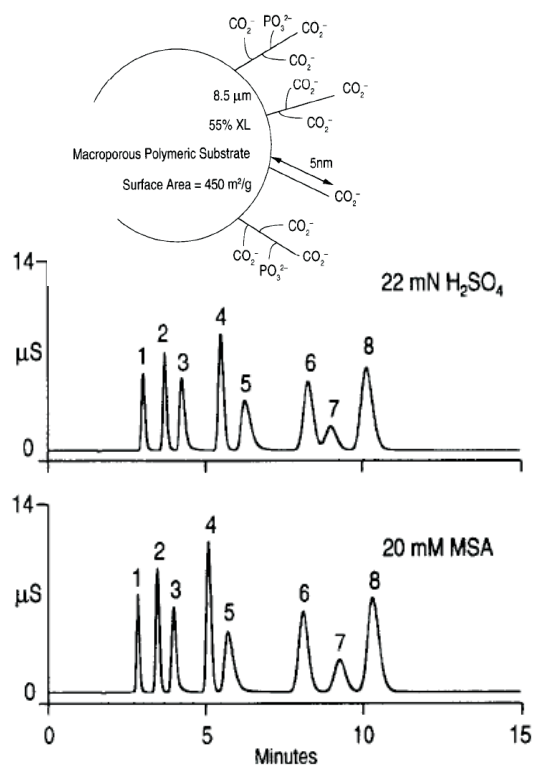 CO₂⁻ PO₃²⁻ CO₂⁻
CO₂⁻
8.5 μm CO₂⁻ CO₂⁻
55% XL CO₂⁻
Macroporous Polymeric Substrate 5nm
Surface Area = 450 m²/g CO₂⁻
CO₂⁻
CO₂⁻ CO₂⁻
PO₃²⁻
14
22 mN H₂SO₄
μS
1 2 3 4 5 6 7 8
0
14
20 mM MSA
μS
1 2 3 4 5 6 7 8
0
0 5 10 15
Minutes